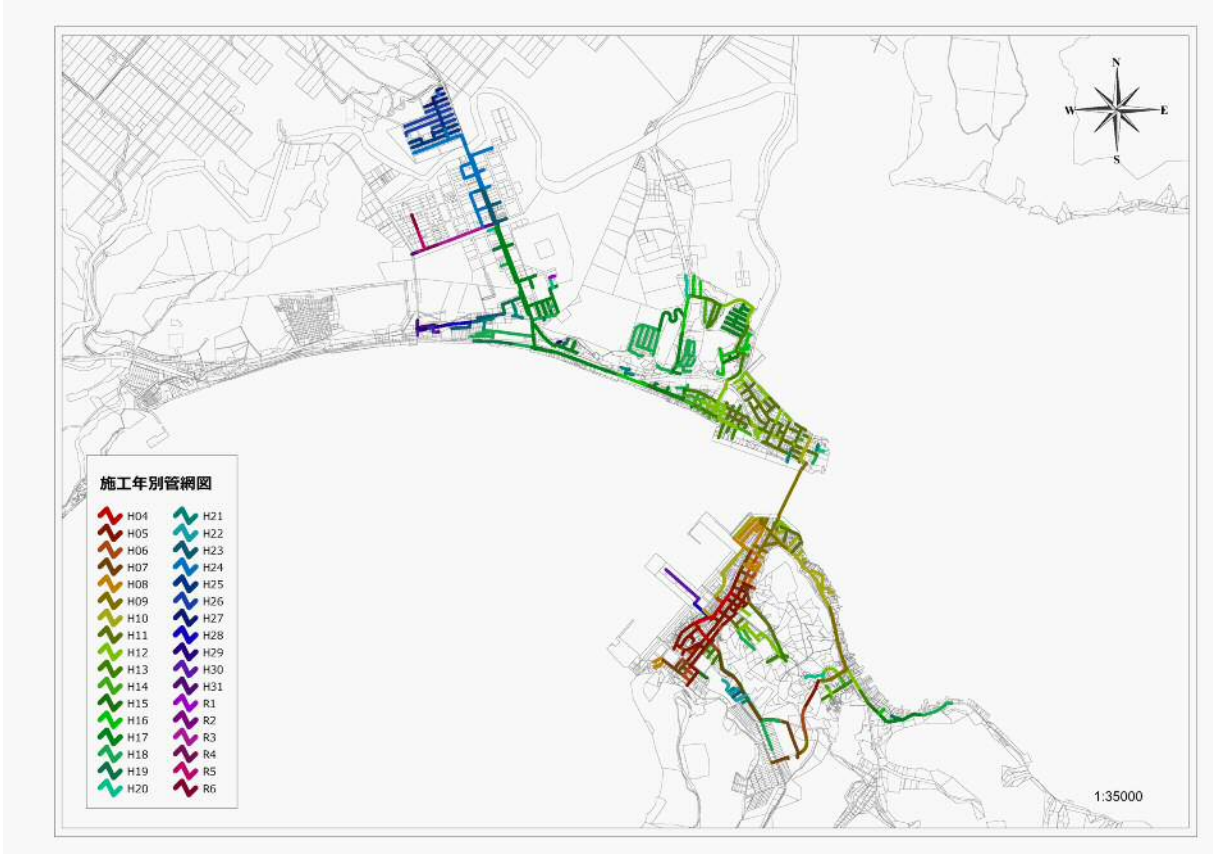 N
W
E
S
施工年別管網図
H04
H05
H06
H07
H08
H09
H10
H11
H12
H13
H14
H15
H16
H17
H18
H19
H20
H21
H22
H23
H24
H25
H26
H27
H28
H29
H30
H31
R1
R2
R3
R4
R5
R6
1:35000